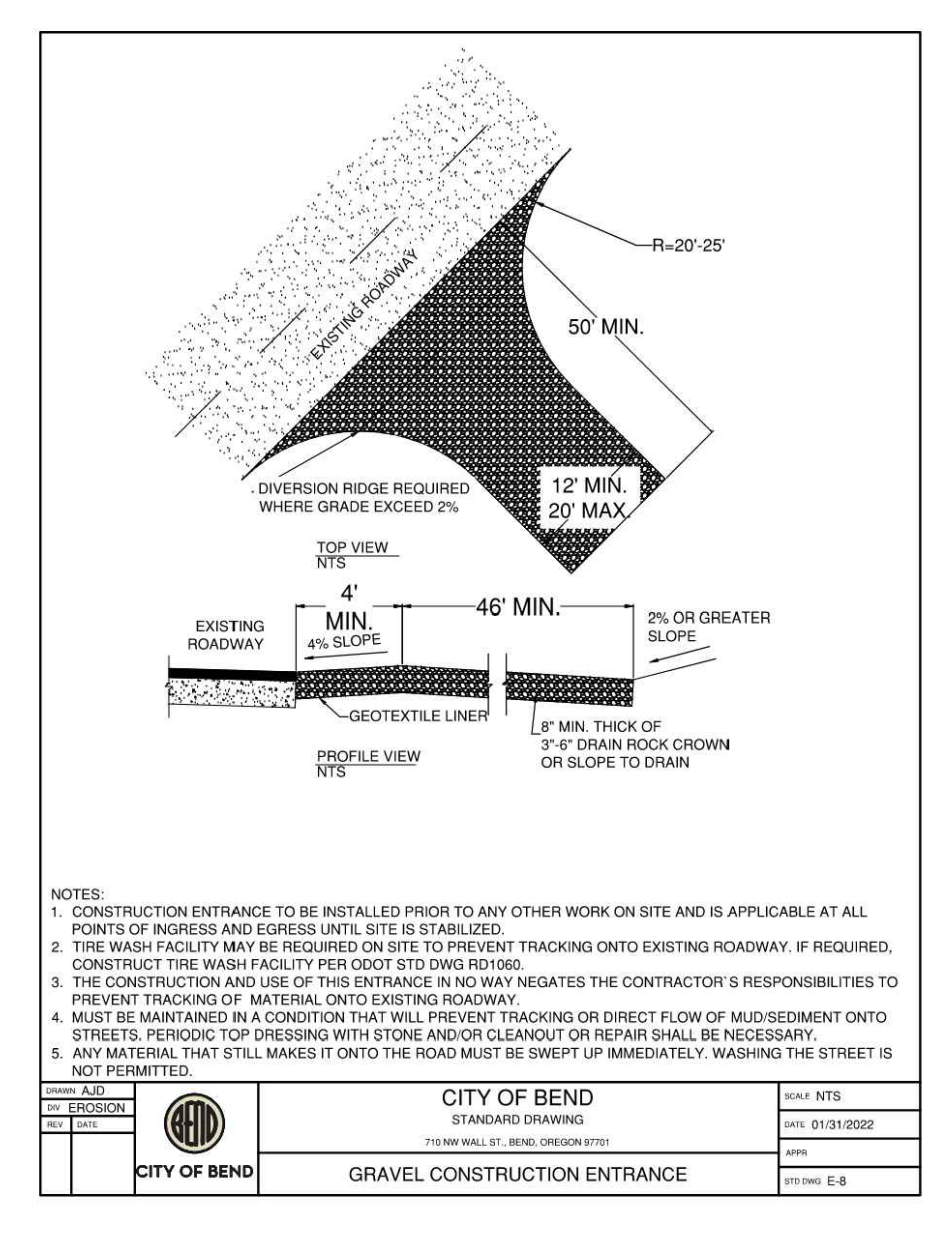 R=20'-25'
50' MIN.
EXISTING ROADWAY
DIVERSION RIDGE REQUIRED
WHERE GRADE EXCEED 2%
12' MIN.
20' MAX.
TOP VIEW
NTS
4'
MIN.
46' MIN.
4% SLOPE
EXISTING
ROADWAY
2% OR GREATER
SLOPE
GEOTEXTILE LINER
8" MIN. THICK OF
3"-6" DRAIN ROCK CROWN
OR SLOPE TO DRAIN
PROFILE VIEW
NTS
NOTES:
1. CONSTRUCTION ENTRANCE TO BE INSTALLED PRIOR TO ANY OTHER WORK ON SITE AND IS APPLICABLE AT ALL
POINTS OF INGRESS AND EGRESS UNTIL SITE IS STABILIZED.
2. TIRE WASH FACILITY MAY BE REQUIRED ON SITE TO PREVENT TRACKING ONTO EXISTING ROADWAY. IF REQUIRED,
CONSTRUCT TIRE WASH FACILITY PER ODOT STD DWG RD1060.
3. THE CONSTRUCTION AND USE OF THIS ENTRANCE IN NO WAY NEGATES THE CONTRACTOR`S RESPONSIBILITIES TO
PREVENT TRACKING OF MATERIAL ONTO EXISTING ROADWAY.
4. MUST BE MAINTAINED IN A CONDITION THAT WILL PREVENT TRACKING OR DIRECT FLOW OF MUD/SEDIMENT ONTO
STREETS. PERIODIC TOP DRESSING WITH STONE AND/OR CLEANOUT OR REPAIR SHALL BE NECESSARY.
5. ANY MATERIAL THAT STILL MAKES IT ONTO THE ROAD MUST BE SWEPT UP IMMEDIATELY. WASHING THE STREET IS
NOT PERMITTED.
DRAWN AJD
DIV EROSION
REV DATE
BEND
CITY OF BEND
CITY OF BEND
STANDARD DRAWING
710 NW WALL ST., BEND, OREGON 97701
GRAVEL CONSTRUCTION ENTRANCE
SCALE NTS
DATE 01/31/2022
APPR
STD DWG E-8